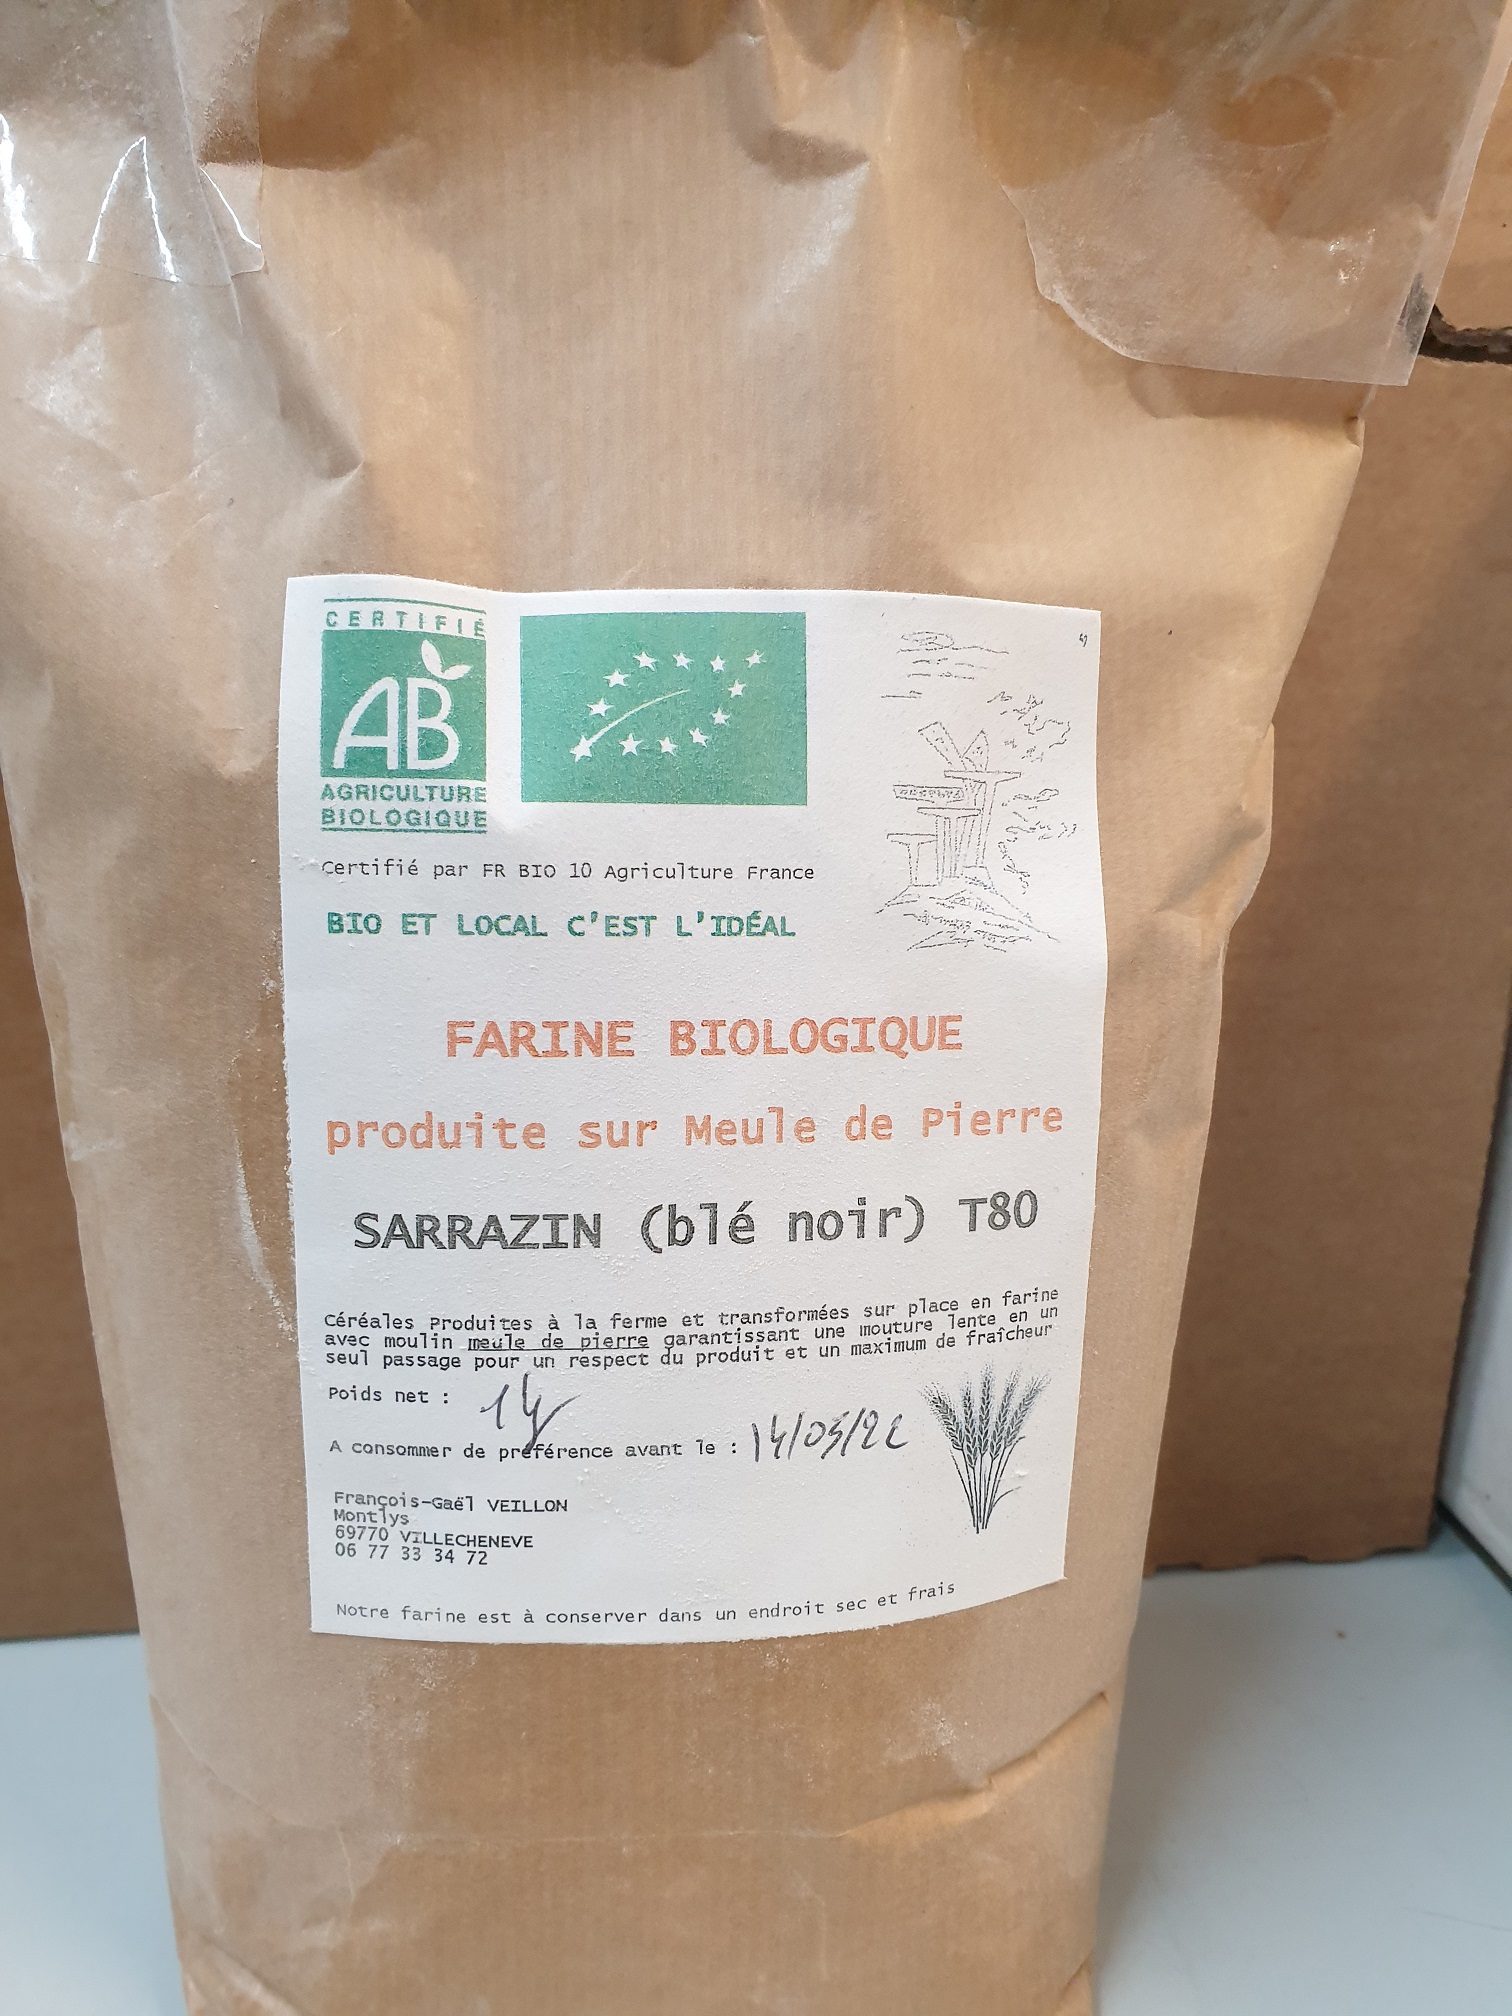 CERTIFIÉ
AB
AGRICULTURE
BIOLOGIQUE
Certifié par FR BIO 10 Agriculture France
BIO ET LOCAL C'EST L'IDÉAL
FARINE BIOLOGIQUE
produite sur Meule de Pierre
SARRAZIN (blé noir) T80
Céréales Produites à la ferme et transformées sur place en farine
avec moulin meule de pierre garantissant une mouture lente en un
seul passage pour un respect du produit et un maximum de fraîcheur
Poids net :
A consommer de préférence avant le : 14/05/22
François-Gaël VEILLON
Montlys
69770 VILLECHENEVE
06 77 33 34 72
Notre farine est à conserver dans un endroit sec et frais